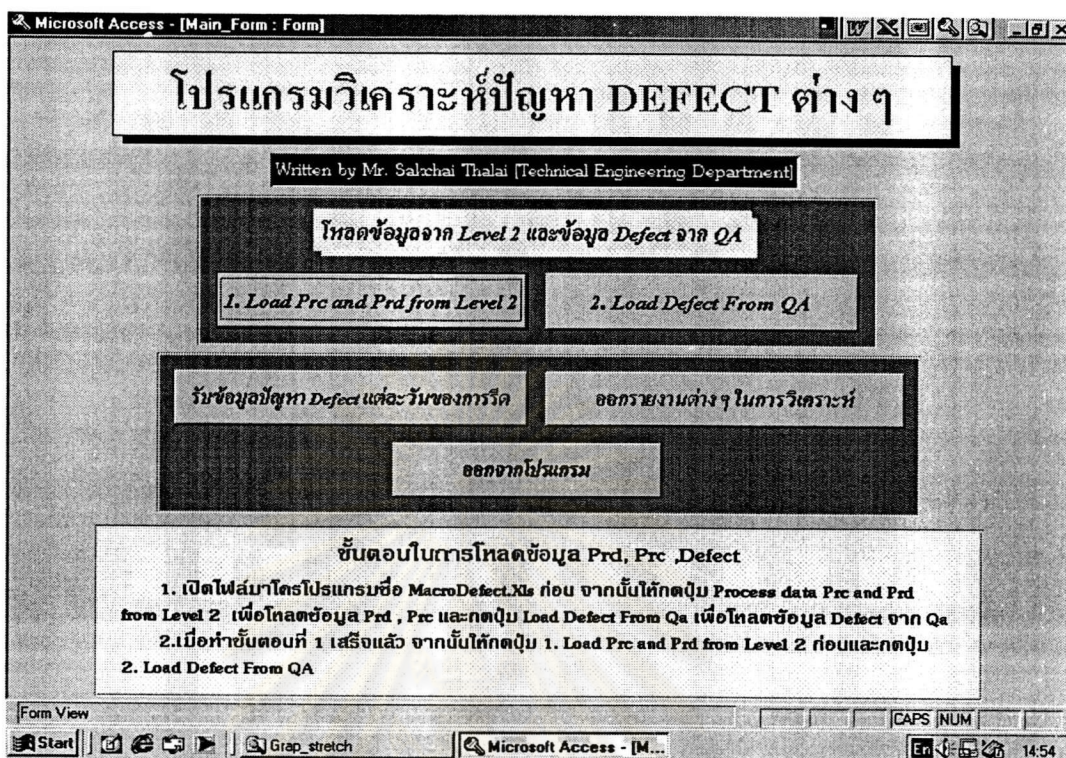 Microsoft Access - [Main_Form : Form]
โปรแกรมวิเคราะห์ปัญหา DEFECT ต่าง ๆ
Written by Mr. Salxhai Thalai [Technical Engineering Department]
โหลดข้อมูลจาก Level 2 และข้อมูล Defect จาก QA
1. Load Prc and Prd from Level 2
2. Load Defect From QA
รับข้อมูลปัญหา Defect แต่ละวันของการรีด
ออกรายงานต่าง ๆ ในการวิเคราะห์
ออกจากโปรแกรม
ขั้นตอนในการโหลดข้อมูล Prd, Prc ,Defect
1. เปิดไฟล์มาโครโปรแกรมชื่อ MacroDefect.Xls ก่อน จากนั้นให้กดปุ่ม Process data Prc and Prd
from Level 2 เพื่อโหลดข้อมูล Prd , Prc และกดปุ่ม Load Defect From Qa เพื่อโหลดข้อมูล Defect จาก Qa
2.เมื่อทำขั้นตอนที่ 1 เสร็จแล้ว จากนั้นให้กดปุ่ม 1. Load Prc and Prd from Level 2 ก่อนและกดปุ่ม
2. Load Defect From QA
Form View
CAPS NUM
Start
Grap_stretch
Microsoft Access - [M...
En
14:54